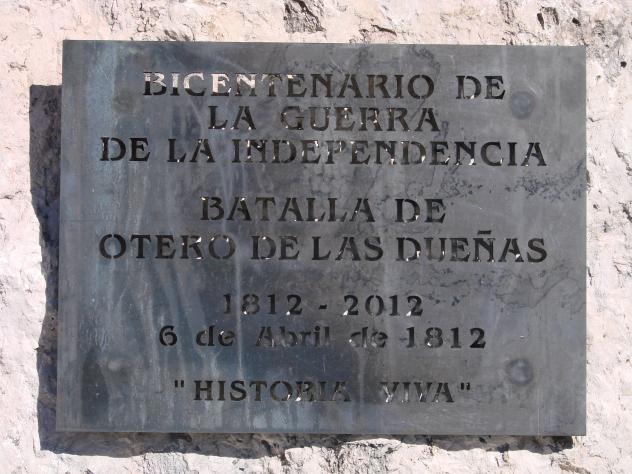 BICENTENARIO DE
LA GUERRA
DE LA INDEPENDENCIA
BATALLA DE
OTERO DE LAS DUEÑAS
1812 - 2012
6 de Abril de 1812
"HISTORIA VIVA"